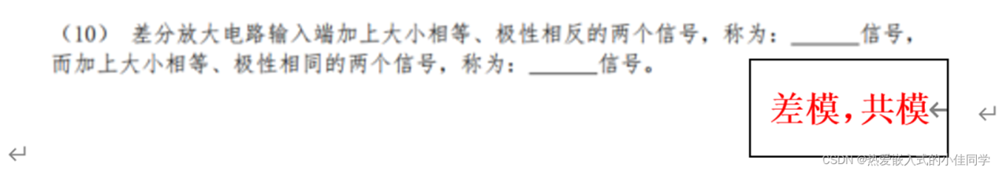 （10） 差分放大电路输入端加上大小相等、极性相反的两个信号，称为：______信号，
而加上大小相等、极性相同的两个信号，称为：______信号。
差模，共模
CSDN @热爱嵌入式的小佳同学